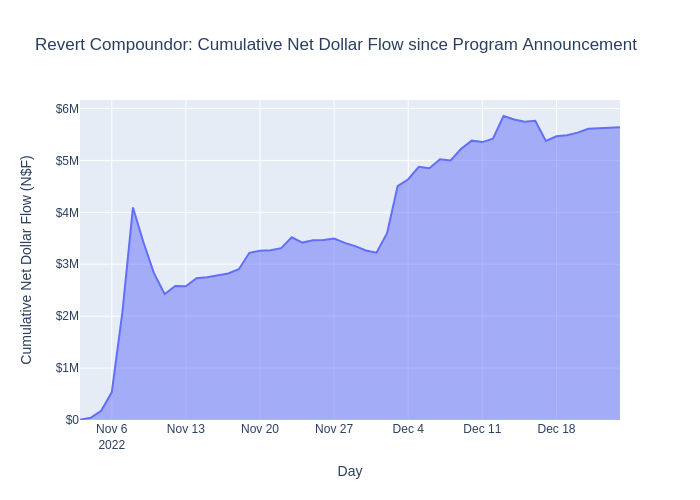 Revert Compoundor: Cumulative Net Dollar Flow since Program Announcement
Cumulative Net Dollar Flow (N$F)
$6M
$5M
$4M
$3M
$2M
$1M
$0
Nov 6
2022
Nov 13
Nov 20
Nov 27
Dec 4
Dec 11
Dec 18
Day